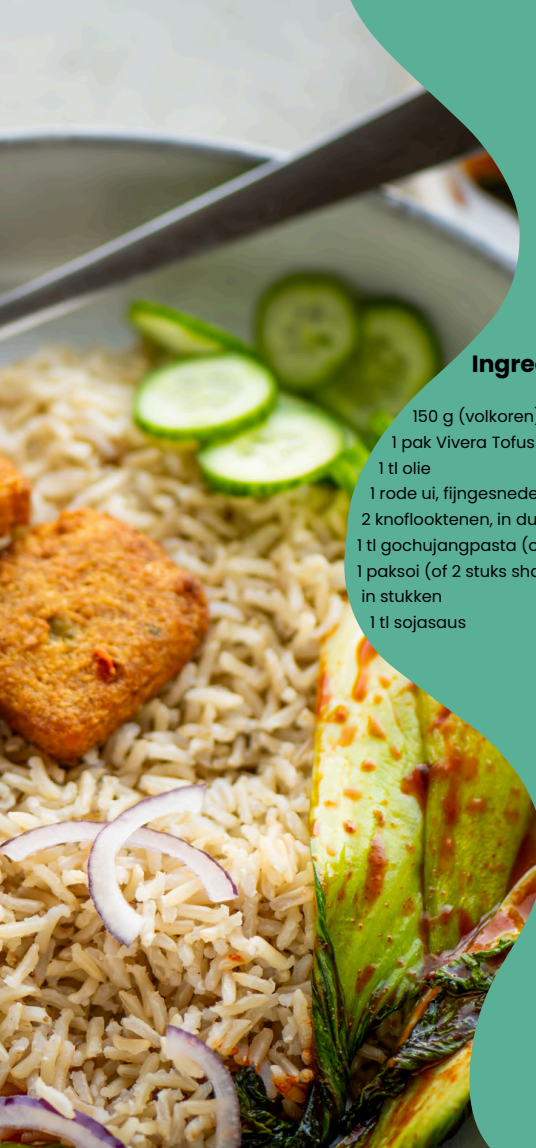 Ingre
150 g (volkoren)
1 pak Vivera Tofus
1 tl olie
1 rode ui, fijngesnede
2 knoflooktenen, in du
1 tl gochujangpasta (o
1 paksoi (of 2 stuks sha
in stukken
1 tl sojasaus